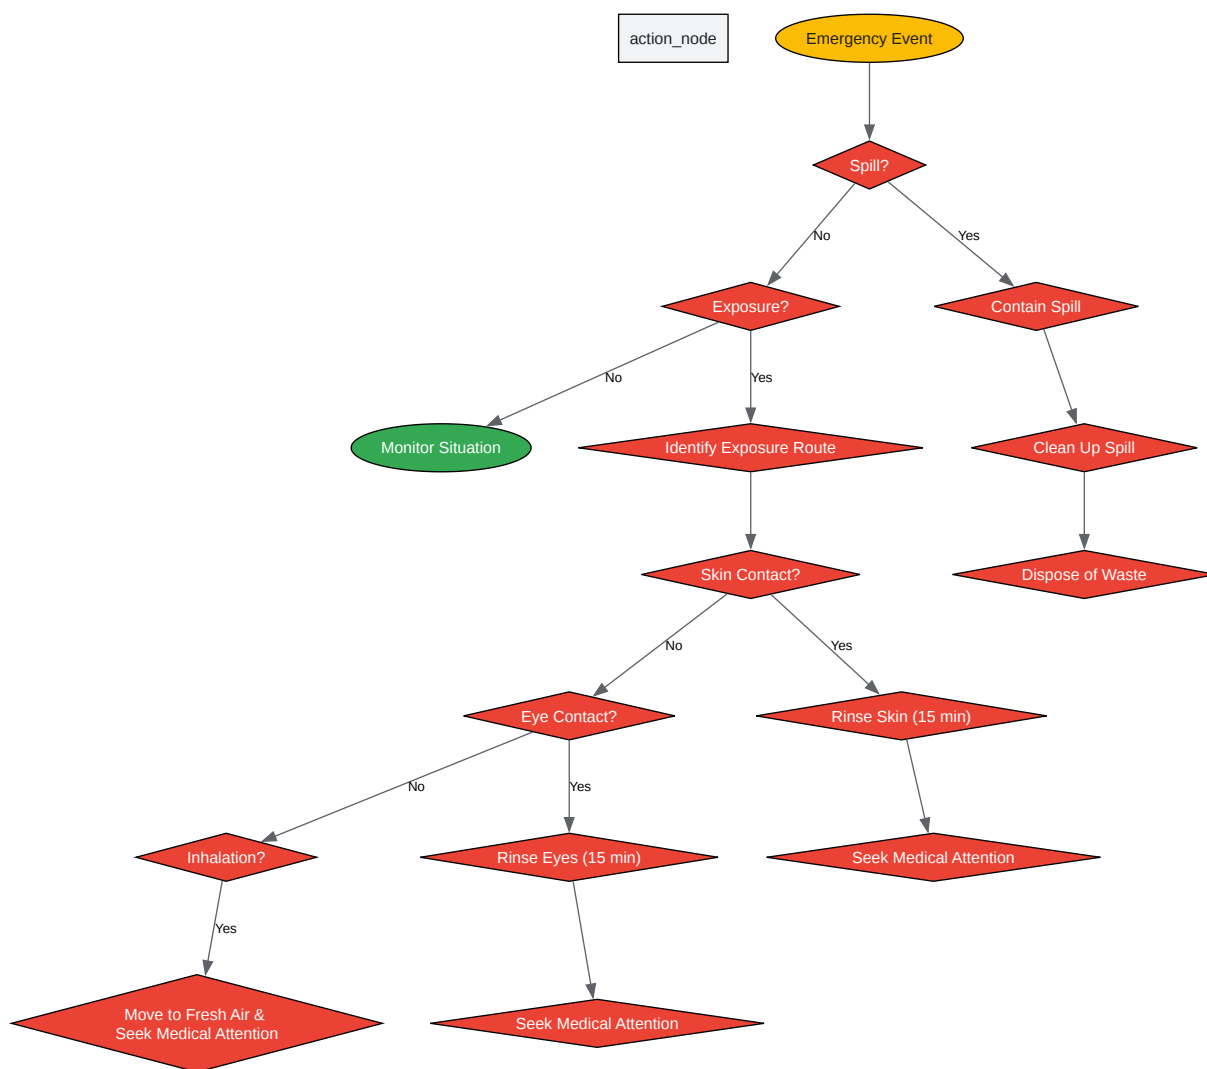 action_node
Emergency Event
Spill?
No
Yes
Exposure?
Contain Spill
No
Yes
Monitor Situation
Identify Exposure Route
Clean Up Spill
Skin Contact?
Dispose of Waste
No
Yes
Eye Contact?
Rinse Skin (15 min)
No
Yes
Inhalation?
Rinse Eyes (15 min)
Seek Medical Attention
Yes
Move to Fresh Air &
Seek Medical Attention
Seek Medical Attention